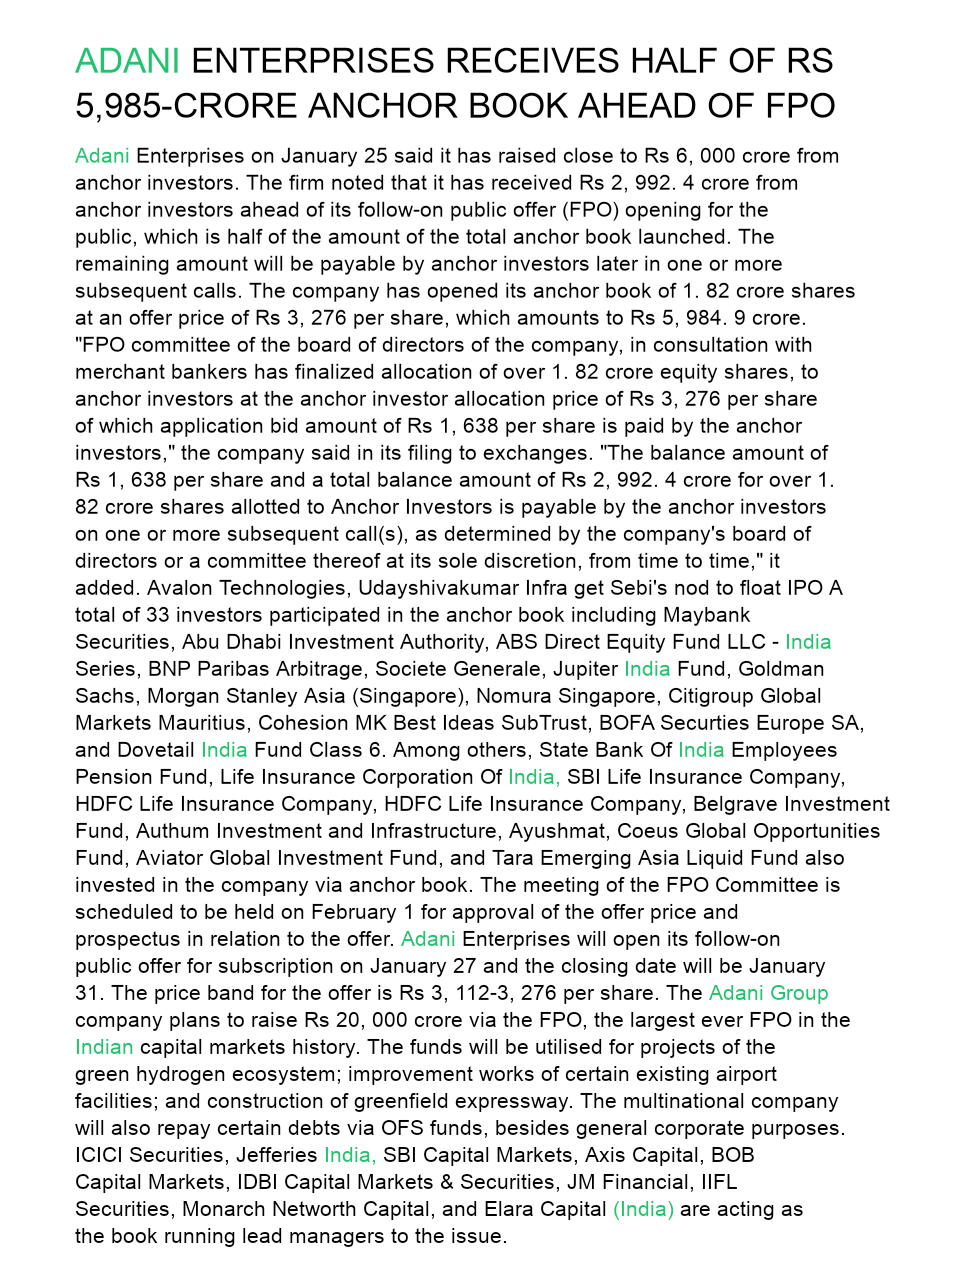 ADANI ENTERPRISES RECEIVES HALF OF RS
5,985-CRORE ANCHOR BOOK AHEAD OF FPO
Adani Enterprises on January 25 said it has raised close to Rs 6, 000 crore from
anchor investors. The firm noted that it has received Rs 2, 992. 4 crore from
anchor investors ahead of its follow-on public offer (FPO) opening for the
public, which is half of the amount of the total anchor book launched. The
remaining amount will be payable by anchor investors later in one or more
subsequent calls. The company has opened its anchor book of 1. 82 crore shares
at an offer price of Rs 3, 276 per share, which amounts to Rs 5, 984. 9 crore.
"FPO committee of the board of directors of the company, in consultation with
merchant bankers has finalized allocation of over 1. 82 crore equity shares, to
anchor investors at the anchor investor allocation price of Rs 3, 276 per share
of which application bid amount of Rs 1, 638 per share is paid by the anchor
investors," the company said in its filing to exchanges. "The balance amount of
Rs 1, 638 per share and a total balance amount of Rs 2, 992. 4 crore for over 1.
82 crore shares allotted to Anchor Investors is payable by the anchor investors
on one or more subsequent call(s), as determined by the company's board of
directors or a committee thereof at its sole discretion, from time to time," it
added. Avalon Technologies, Udayshivakumar Infra get Sebi's nod to float IPO A
total of 33 investors participated in the anchor book including Maybank
Securities, Abu Dhabi Investment Authority, ABS Direct Equity Fund LLC - India
Series, BNP Paribas Arbitrage, Societe Generale, Jupiter India Fund, Goldman
Sachs, Morgan Stanley Asia (Singapore), Nomura Singapore, Citigroup Global
Markets Mauritius, Cohesion MK Best Ideas SubTrust, BOFA Securties Europe SA,
and Dovetail India Fund Class 6. Among others, State Bank Of India Employees
Pension Fund, Life Insurance Corporation Of India, SBI Life Insurance Company,
HDFC Life Insurance Company, HDFC Life Insurance Company, Belgrave Investment
Fund, Authum Investment and Infrastructure, Ayushmat, Coeus Global Opportunities
Fund, Aviator Global Investment Fund, and Tara Emerging Asia Liquid Fund also
invested in the company via anchor book. The meeting of the FPO Committee is
scheduled to be held on February 1 for approval of the offer price and
prospectus in relation to the offer. Adani Enterprises will open its follow-on
public offer for subscription on January 27 and the closing date will be January
31. The price band for the offer is Rs 3, 112-3, 276 per share. The Adani Group
company plans to raise Rs 20, 000 crore via the FPO, the largest ever FPO in the
Indian capital markets history. The funds will be utilised for projects of the
green hydrogen ecosystem; improvement works of certain existing airport
facilities; and construction of greenfield expressway. The multinational company
will also repay certain debts via OFS funds, besides general corporate purposes.
ICICI Securities, Jefferies India, SBI Capital Markets, Axis Capital, BOB
Capital Markets, IDBI Capital Markets & Securities, JM Financial, IIFL
Securities, Monarch Networth Capital, and Elara Capital (India) are acting as
the book running lead managers to the issue.